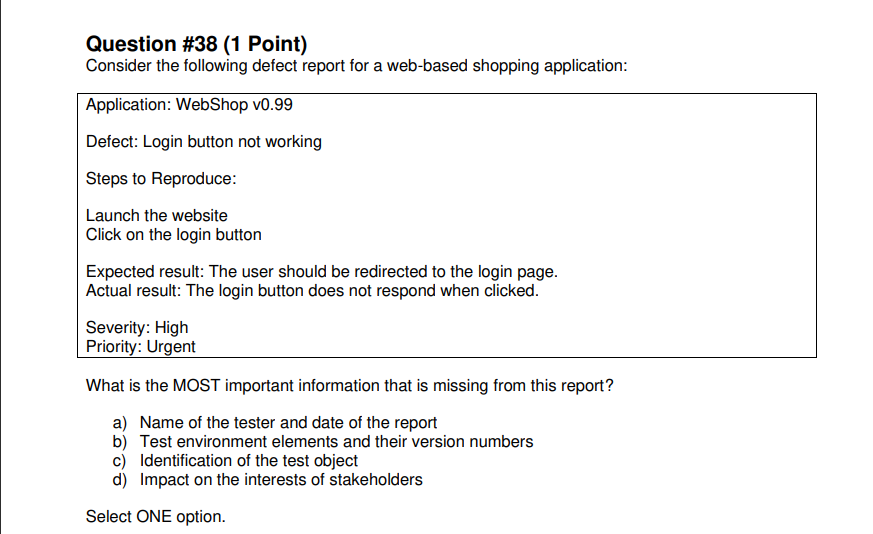 Question #38 (1 Point)
Consider the following defect report for a web-based shopping application:
Application: WebShop v0.99
Defect: Login button not working
Steps to Reproduce:
Launch the website
Click on the login button
Expected result: The user should be redirected to the login page.
Actual result: The login button does not respond when clicked.
Severity: High
Priority: Urgent
What is the MOST important information that is missing from this report?
a) Name of the tester and date of the report
b) Test environment elements and their version numbers
c) Identification of the test object
d) Impact on the interests of stakeholders
Select ONE option.